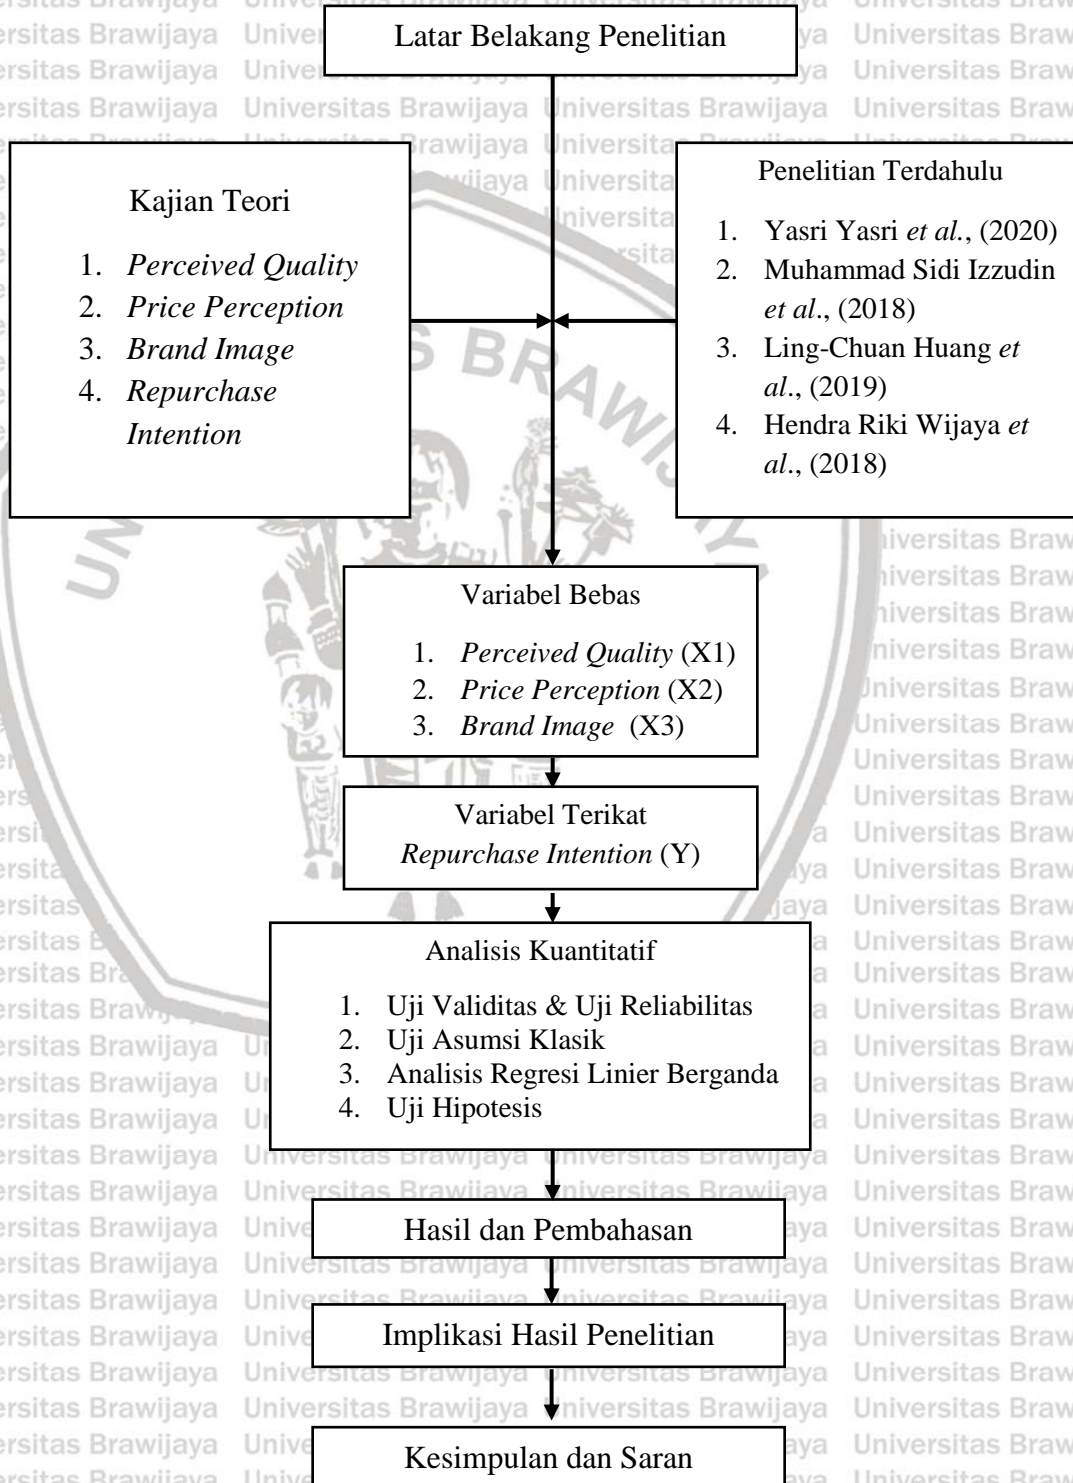 Latar Belakang Penelitian
Kajian Teori
1. Perceived Quality
2. Price Perception
3. Brand Image
4. Repurchase
Intention
Penelitian Terdahulu
1. Yasri Yasri et al., (2020)
2. Muhammad Sidi Izzudin
et al., (2018)
3. Ling-Chuan Huang et
al., (2019)
4. Hendra Riki Wijaya et
al., (2018)
Variabel Bebas
1. Perceived Quality (X1)
2. Price Perception (X2)
3. Brand Image (X3)
Variabel Terikat
Repurchase Intention (Y)
Analisis Kuantitatif
1. Uji Validitas & Uji Reliabilitas
2. Uji Asumsi Klasik
3. Analisis Regresi Linier Berganda
4. Uji Hipotesis
Hasil dan Pembahasan
Implikasi Hasil Penelitian
Kesimpulan dan Saran